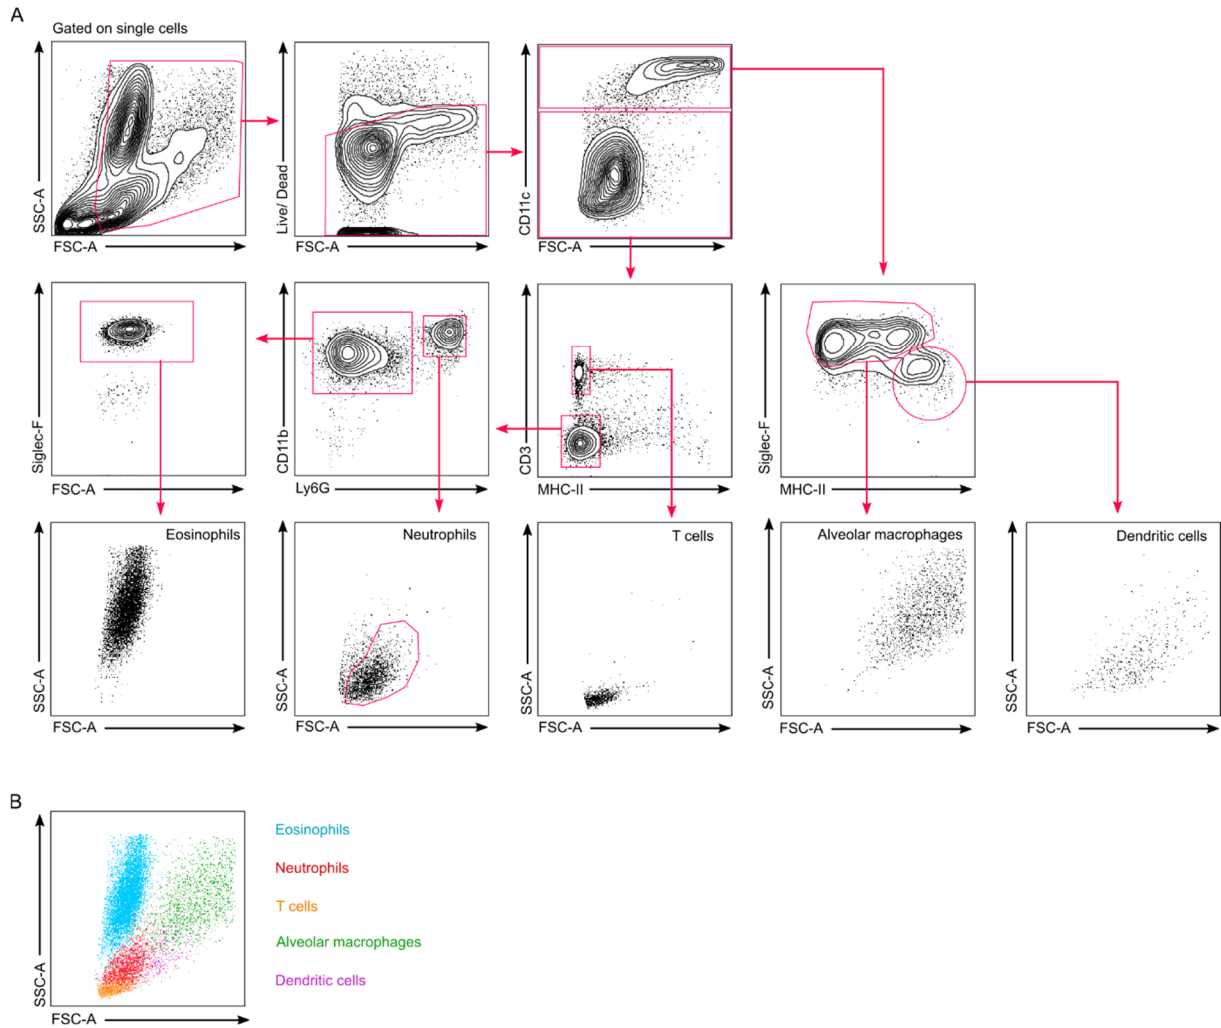 A
Gated on single cells
SSC-A
FSC-A
Live/ Dead
FSC-A
CD11c
FSC-A
Siglec-F
FSC-A
CD11b
Ly6G
CD3
MHC-II
Siglec-F
MHC-II
Eosinophils
SSC-A
FSC-A
Neutrophils
SSC-A
FSC-A
T cells
SSC-A
FSC-A
Alveolar macrophages
SSC-A
FSC-A
Dendritic cells
SSC-A
FSC-A
B
SSC-A
FSC-A
Eosinophils
Neutrophils
T cells
Alveolar macrophages
Dendritic cells